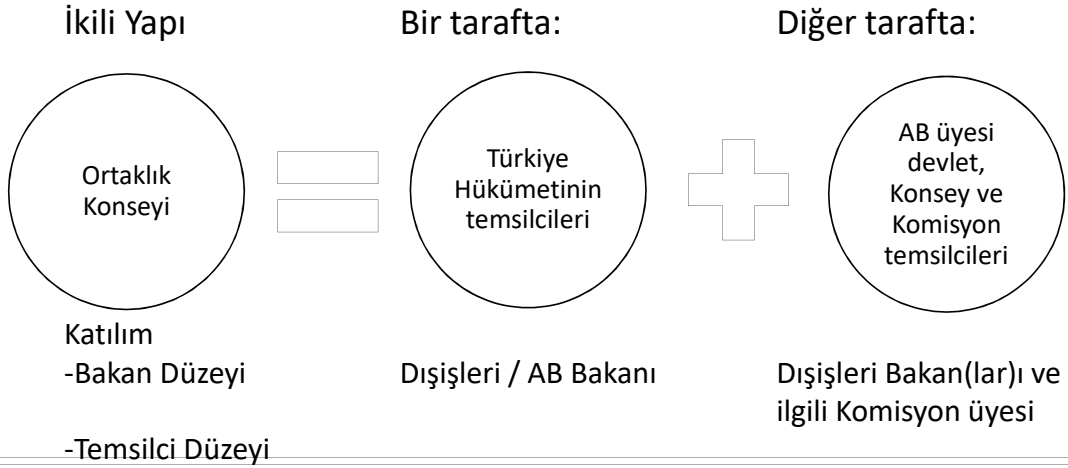 İkili Yapı
Bir tarafta:
Diğer tarafta:
Ortaklık
Konseyi
Türkiye
Hükümetinin
temsilcileri
AB üyesi
devlet,
Konsey ve
Komisyon
temsilcileri
Katılım
-Bakan Düzeyi
Dışişleri / AB Bakanı
Dışişleri Bakan(lar)ı ve
ilgili Komisyon üyesi
-Temsilci Düzeyi